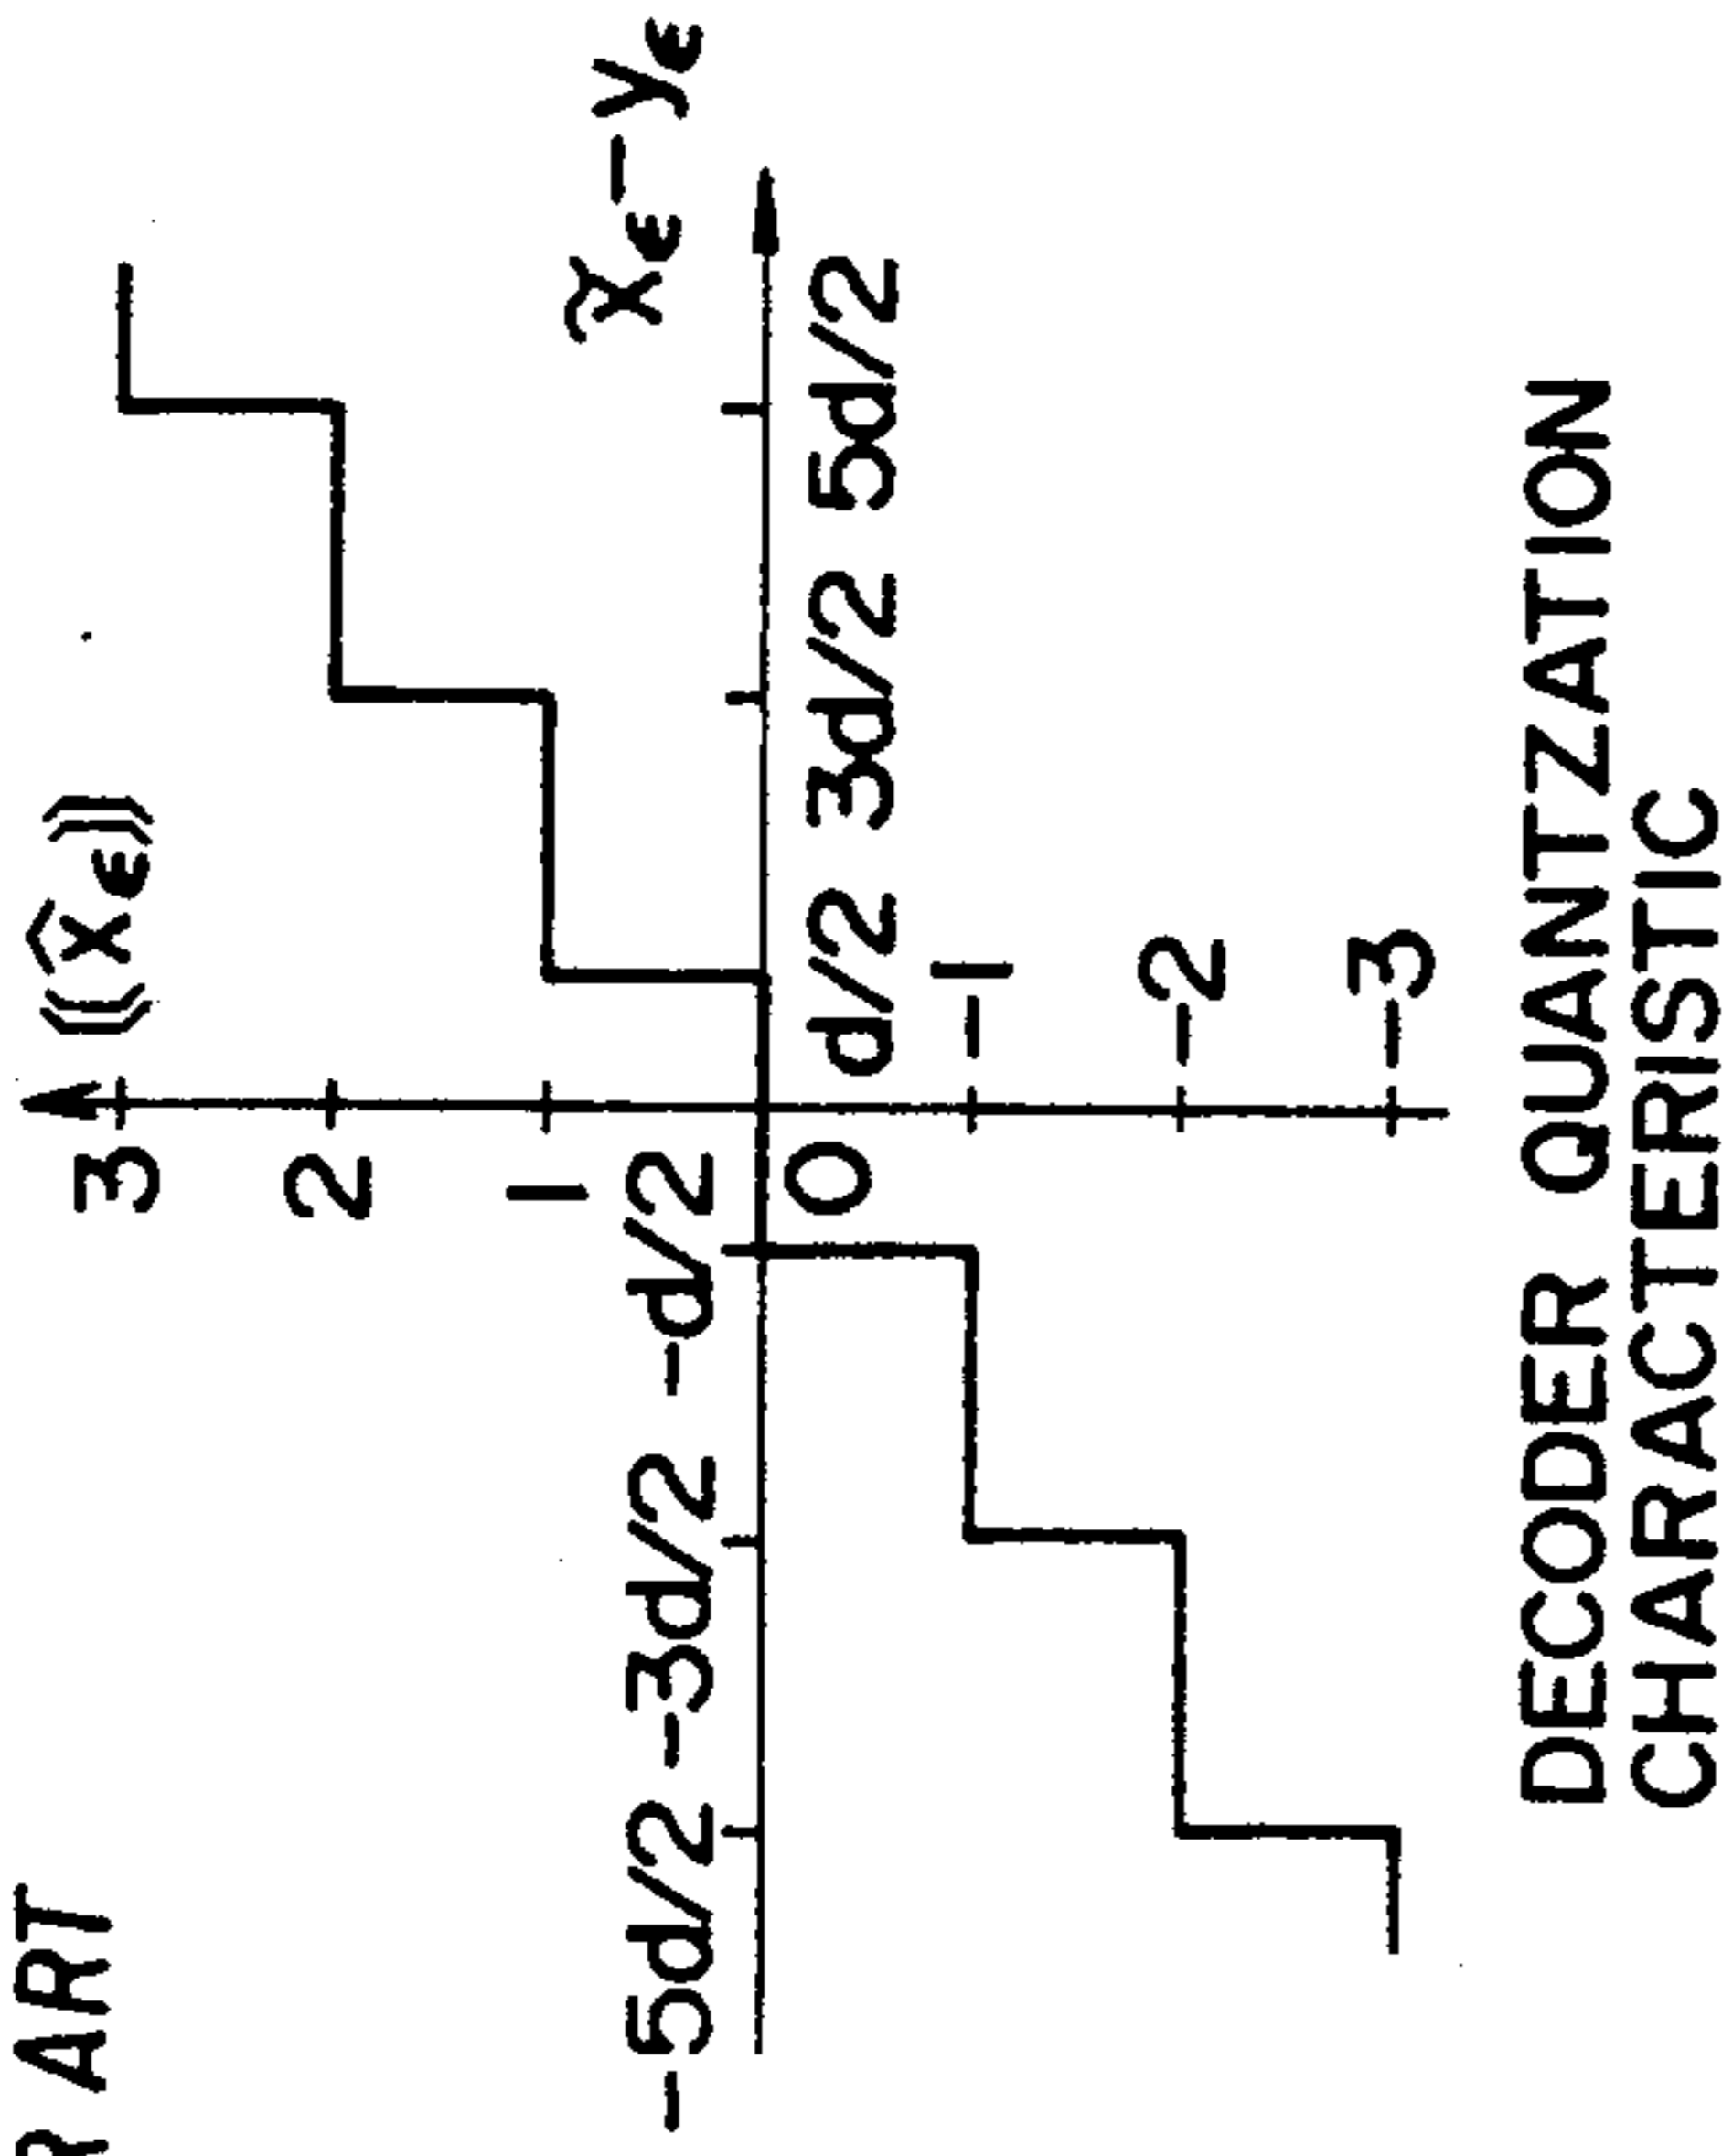 R ART
((x̂ϵ))
3
2
1
x̃ϵ-yϵ
-5d/2 -3d/2 -d/2
0
d/2 3d/2 5d/2
-1
-2
-3
DECODER QUANTZATION
CHARACTERISTIC